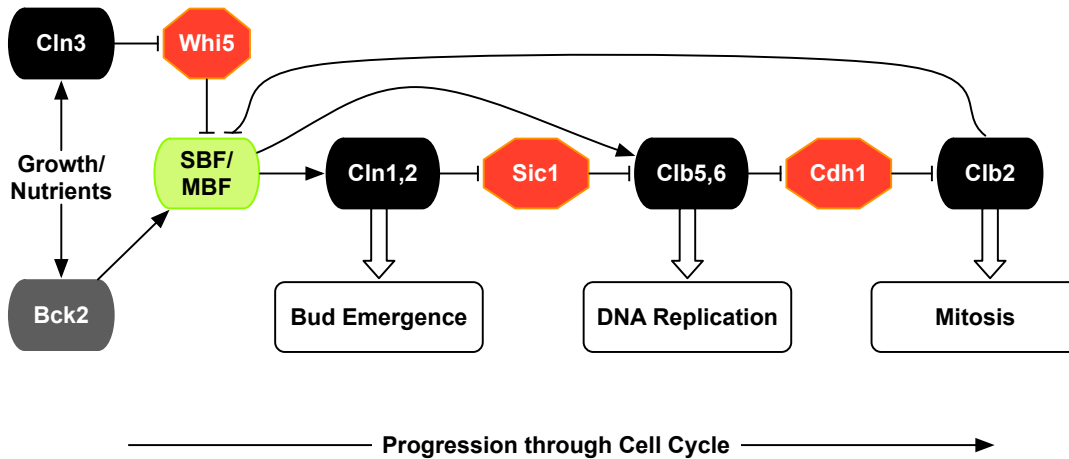 Cln3
Whi5
Growth/
Nutrients
SBF/
MBF
Cln1,2
Sic1
Clb5,6
Cdh1
Clb2
Bck2
Bud Emergence
DNA Replication
Mitosis
Progression through Cell Cycle